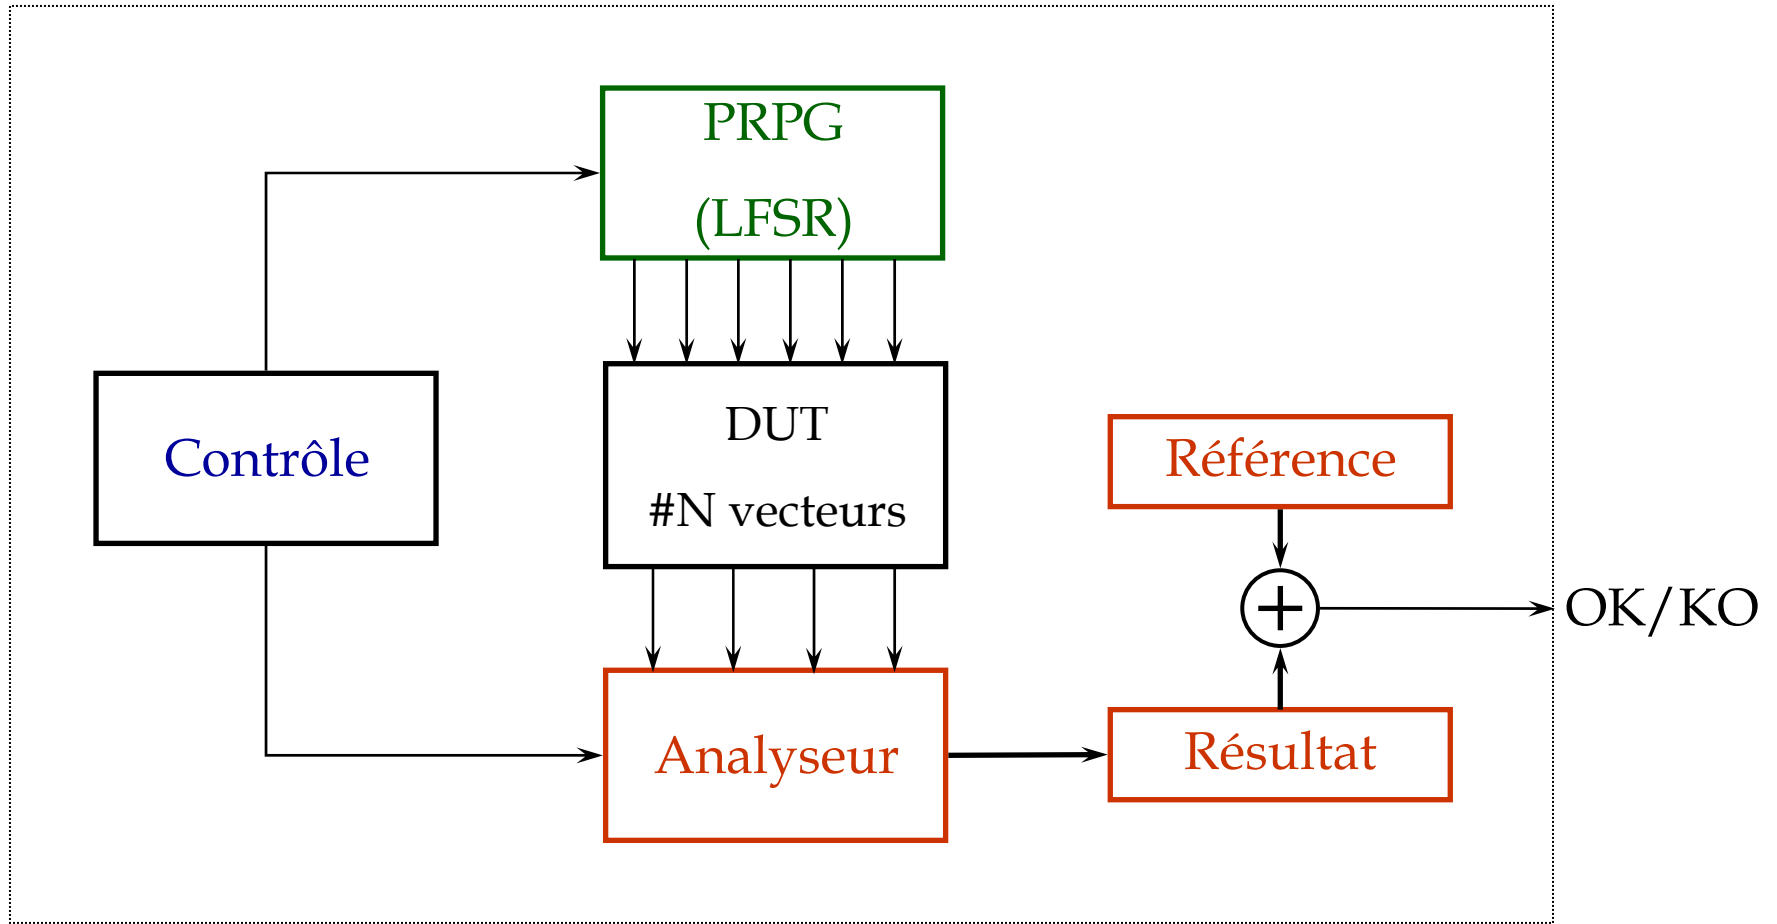 PRPG
(LFSR)
Contrôle
DUT
#N vecteurs
Référence
OK/KO
Analyseur
Résultat